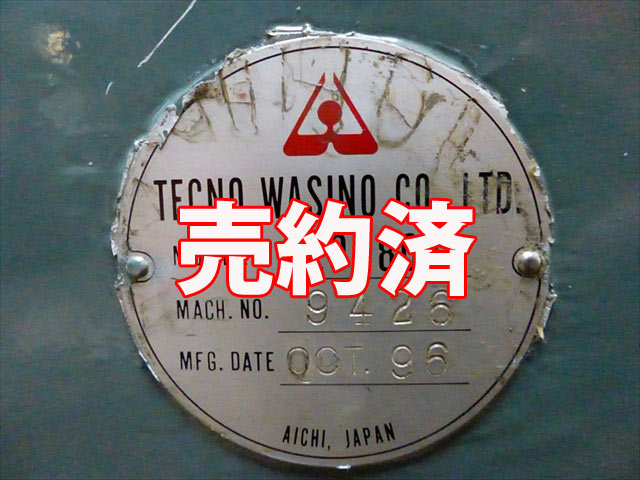 TECNO WASINO CO., LTD.
売約済
MACH. NO. 9426
MFG. DATE OCT. 96
AICHI, JAPAN